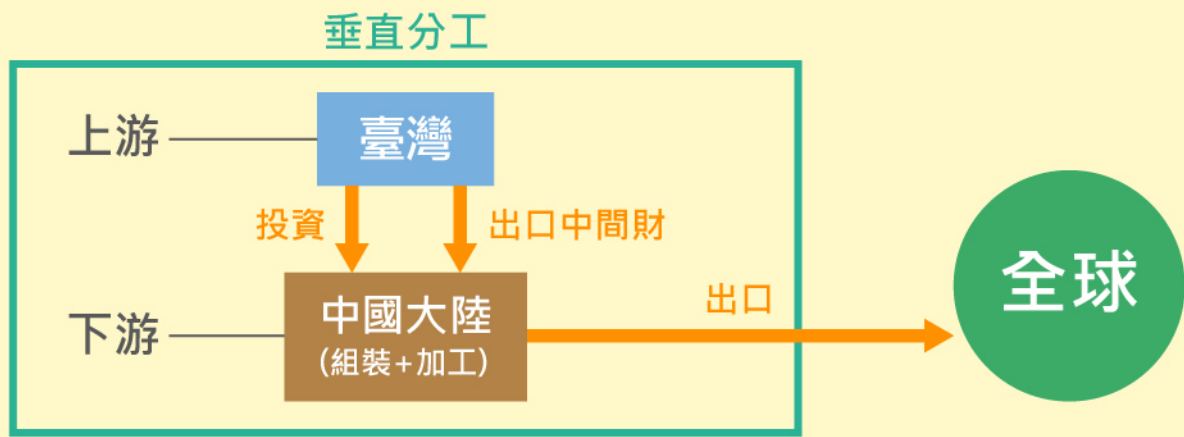 垂直分工
上游
臺灣
投資
出口中間財
下游
中國大陸
(組裝+加工)
出口
全球